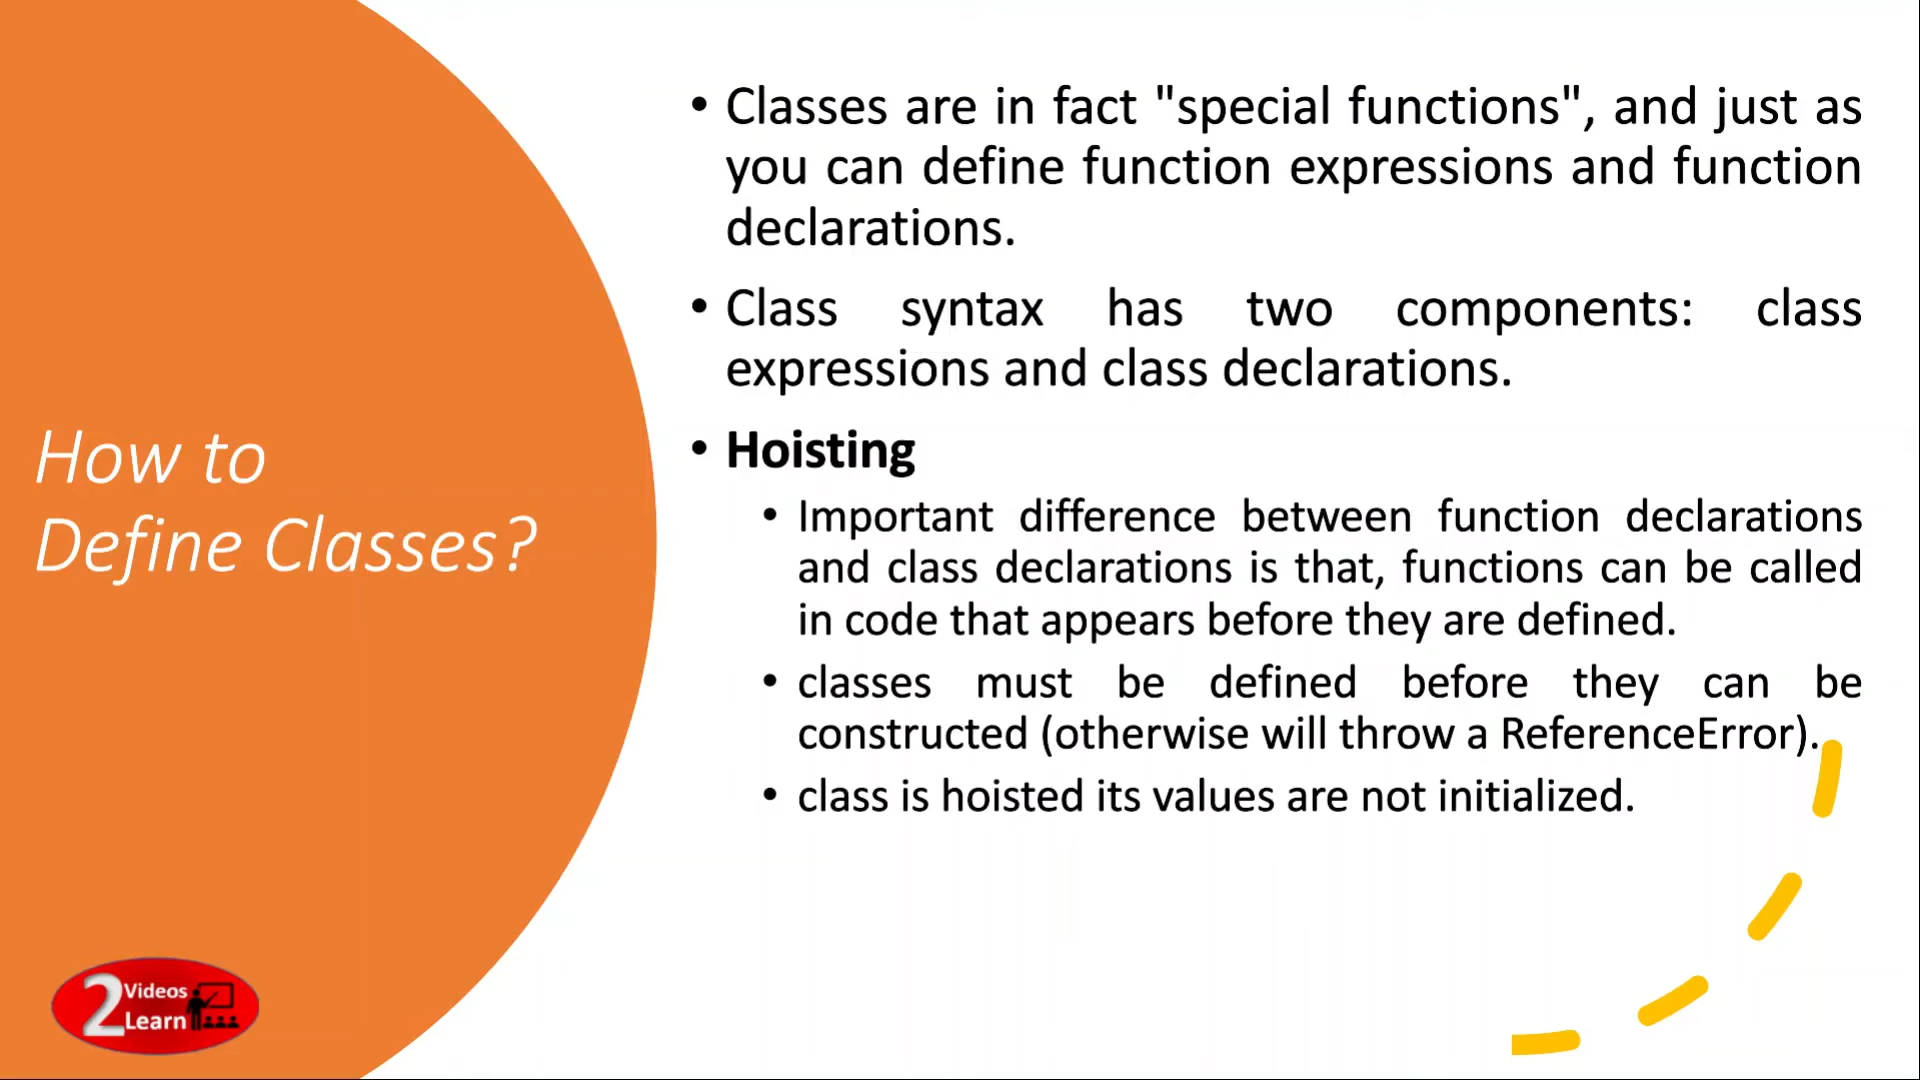 How to
Define Classes?
• Classes are in fact "special functions", and just as
you can define function expressions and function
declarations.
• Class syntax has two components: class
expressions and class declarations.
• Hoisting
• Important difference between function declarations
and class declarations is that, functions can be called
in code that appears before they are defined.
• classes must be defined before they can be
constructed (otherwise will throw a ReferenceError).
• class is hoisted its values are not initialized.
2 Videos
Learn